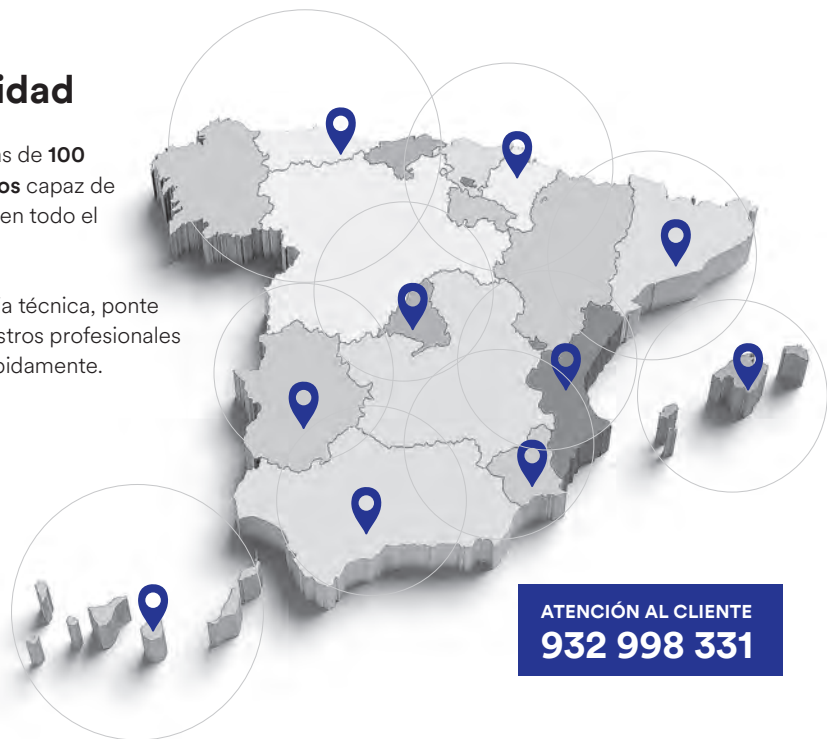 idad
s de 100
os capaz de
en todo el
ia técnica, ponte
stros profesionales
pidamente.
ATENCIÓN AL CLIENTE
932 998 331